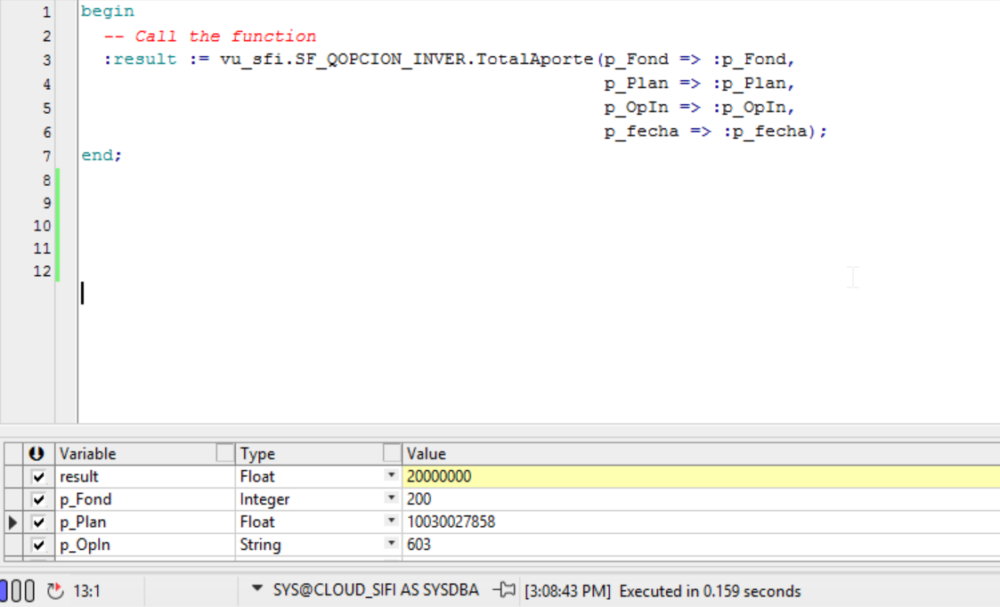 1 begin
2 -- Call the function
3 :result := vu_sfi.SF_QOPCION_INVER.TotalAporte(p_Fond => :p_Fond,
4 p_Plan => :p_Plan,
5 p_OpIn => :p_OpIn,
6 p_fecha => :p_fecha);
7 end;
8
9
10
11
12
Variable Type Value
result Float 20000000
p_Fond Integer 200
p_Plan Float 10030027858
p_OpIn String 603
13:1 SYS@CLOUD_SIFI AS SYSDBA [3:08:43 PM] Executed in 0.159 seconds